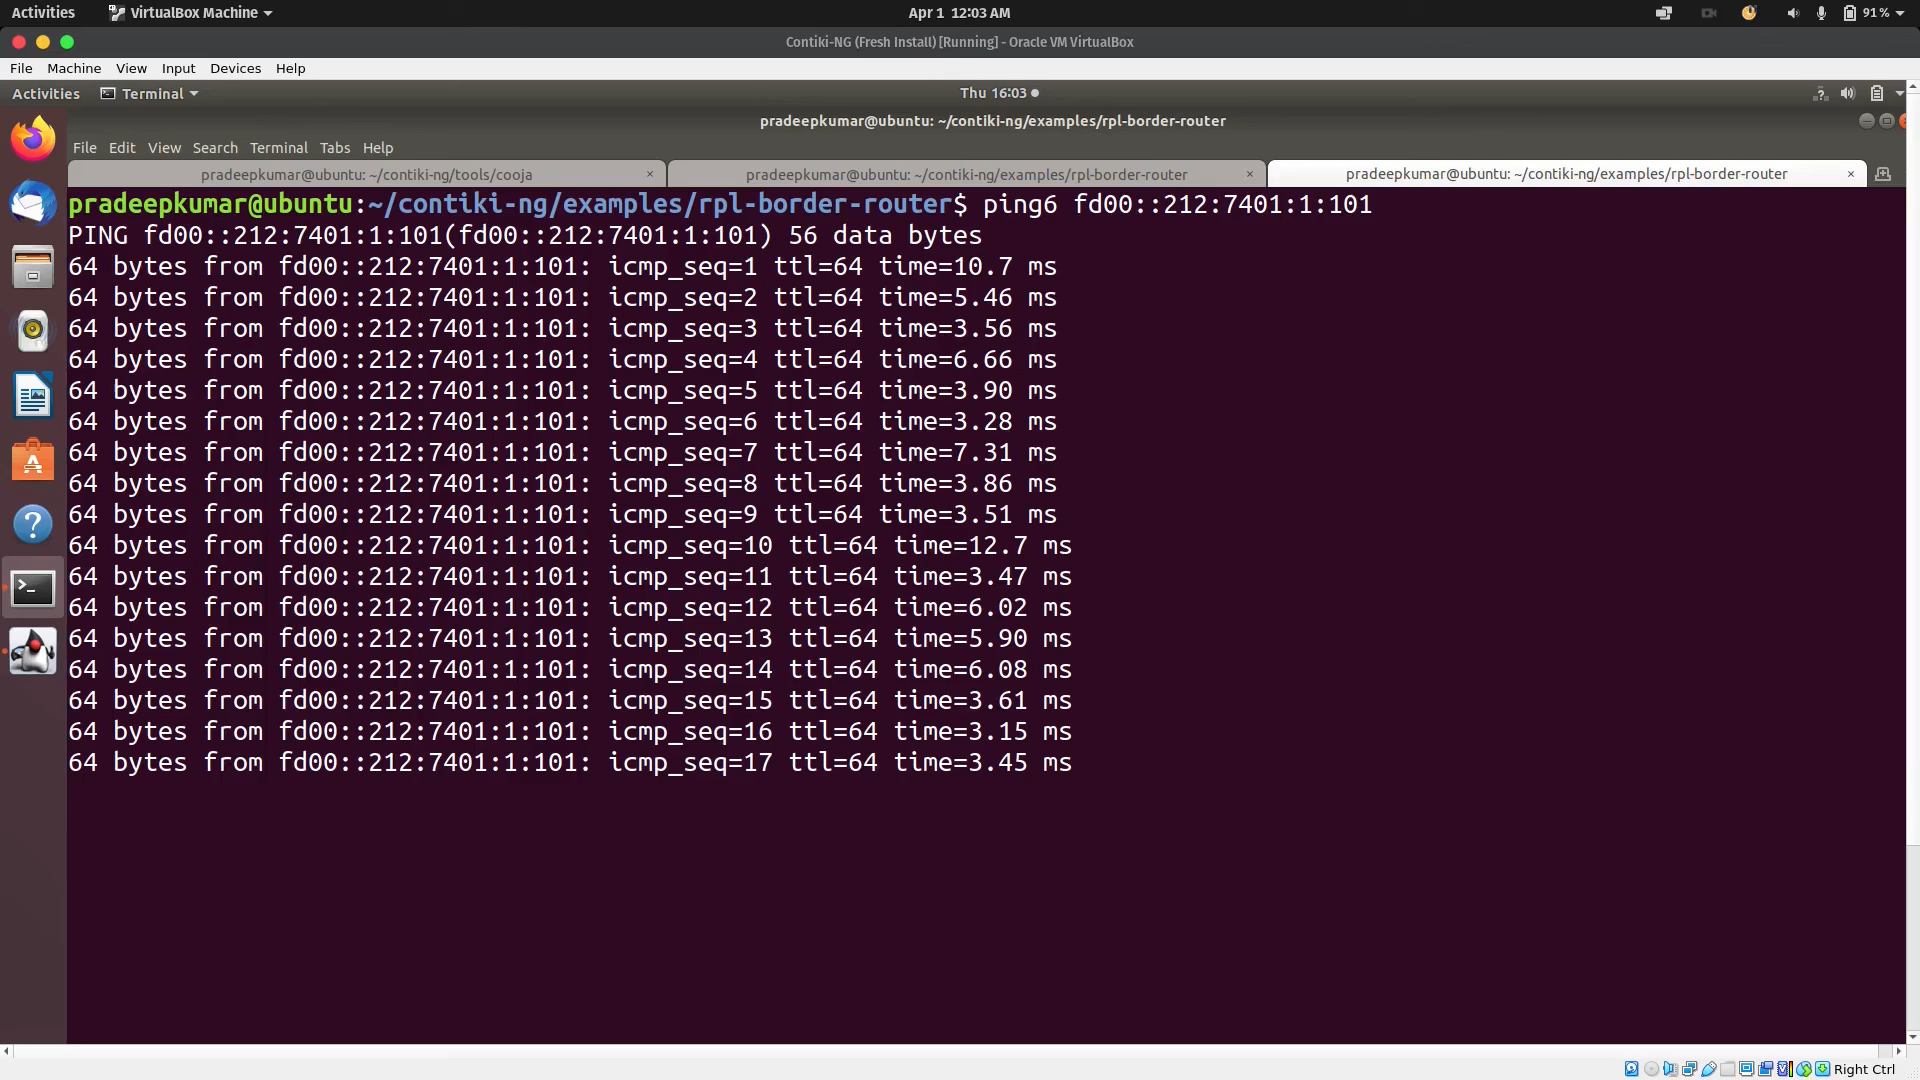 Activities VirtualBox Machine Apr 1 12:03 AM 91%
Contiki-NG (Fresh Install) [Running] - Oracle VM VirtualBox
File Machine View Input Devices Help
Activities Terminal Thu 16:03
pradeepkumar@ubuntu: ~/contiki-ng/examples/rpl-border-router
File Edit View Search Terminal Tabs Help
pradeepkumar@ubuntu: ~/contiki-ng/tools/cooja × pradeepkumar@ubuntu: ~/contiki-ng/examples/rpl-border-router × pradeepkumar@ubuntu: ~/contiki-ng/examples/rpl-border-router ×
pradeepkumar@ubuntu:~/contiki-ng/examples/rpl-border-router$ ping6 fd00::212:7401:1:101
PING fd00::212:7401:1:101(fd00::212:7401:1:101) 56 data bytes
64 bytes from fd00::212:7401:1:101: icmp_seq=1 ttl=64 time=10.7 ms
64 bytes from fd00::212:7401:1:101: icmp_seq=2 ttl=64 time=5.46 ms
64 bytes from fd00::212:7401:1:101: icmp_seq=3 ttl=64 time=3.56 ms
64 bytes from fd00::212:7401:1:101: icmp_seq=4 ttl=64 time=6.66 ms
64 bytes from fd00::212:7401:1:101: icmp_seq=5 ttl=64 time=3.90 ms
64 bytes from fd00::212:7401:1:101: icmp_seq=6 ttl=64 time=3.28 ms
64 bytes from fd00::212:7401:1:101: icmp_seq=7 ttl=64 time=7.31 ms
64 bytes from fd00::212:7401:1:101: icmp_seq=8 ttl=64 time=3.86 ms
64 bytes from fd00::212:7401:1:101: icmp_seq=9 ttl=64 time=3.51 ms
64 bytes from fd00::212:7401:1:101: icmp_seq=10 ttl=64 time=12.7 ms
64 bytes from fd00::212:7401:1:101: icmp_seq=11 ttl=64 time=3.47 ms
64 bytes from fd00::212:7401:1:101: icmp_seq=12 ttl=64 time=6.02 ms
64 bytes from fd00::212:7401:1:101: icmp_seq=13 ttl=64 time=5.90 ms
64 bytes from fd00::212:7401:1:101: icmp_seq=14 ttl=64 time=6.08 ms
64 bytes from fd00::212:7401:1:101: icmp_seq=15 ttl=64 time=3.61 ms
64 bytes from fd00::212:7401:1:101: icmp_seq=16 ttl=64 time=3.15 ms
64 bytes from fd00::212:7401:1:101: icmp_seq=17 ttl=64 time=3.45 ms
Right Ctrl